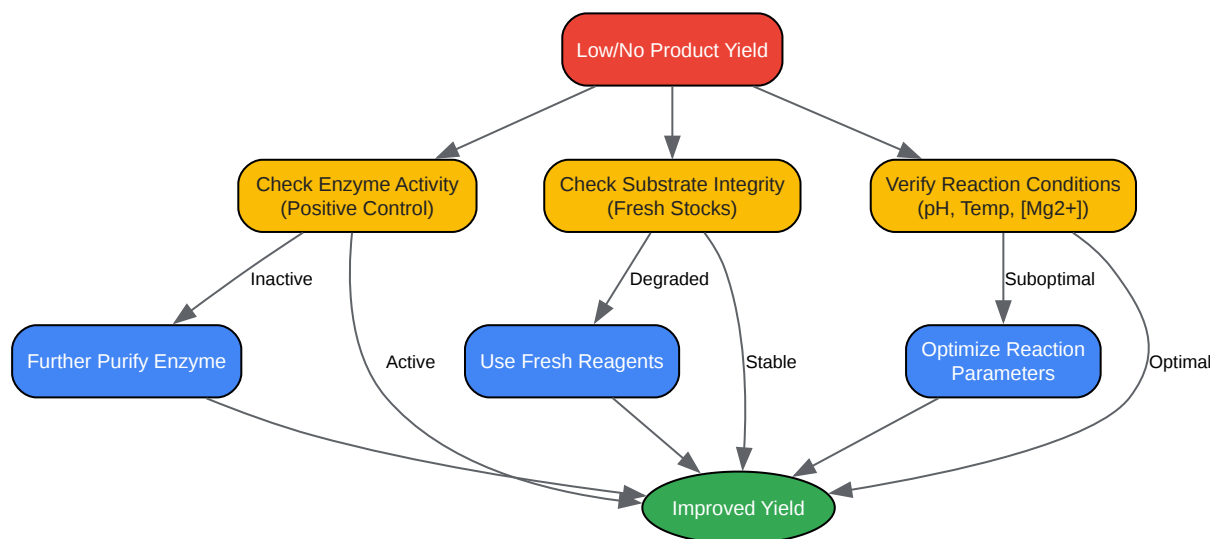 Low/No Product Yield
Check Enzyme Activity
(Positive Control)
Check Substrate Integrity
(Fresh Stocks)
Verify Reaction Conditions
(pH, Temp, [Mg2+])
Inactive
Degraded
Suboptimal
Further Purify Enzyme
Active
Use Fresh Reagents
Stable
Optimize Reaction
Parameters
Optimal
Improved Yield